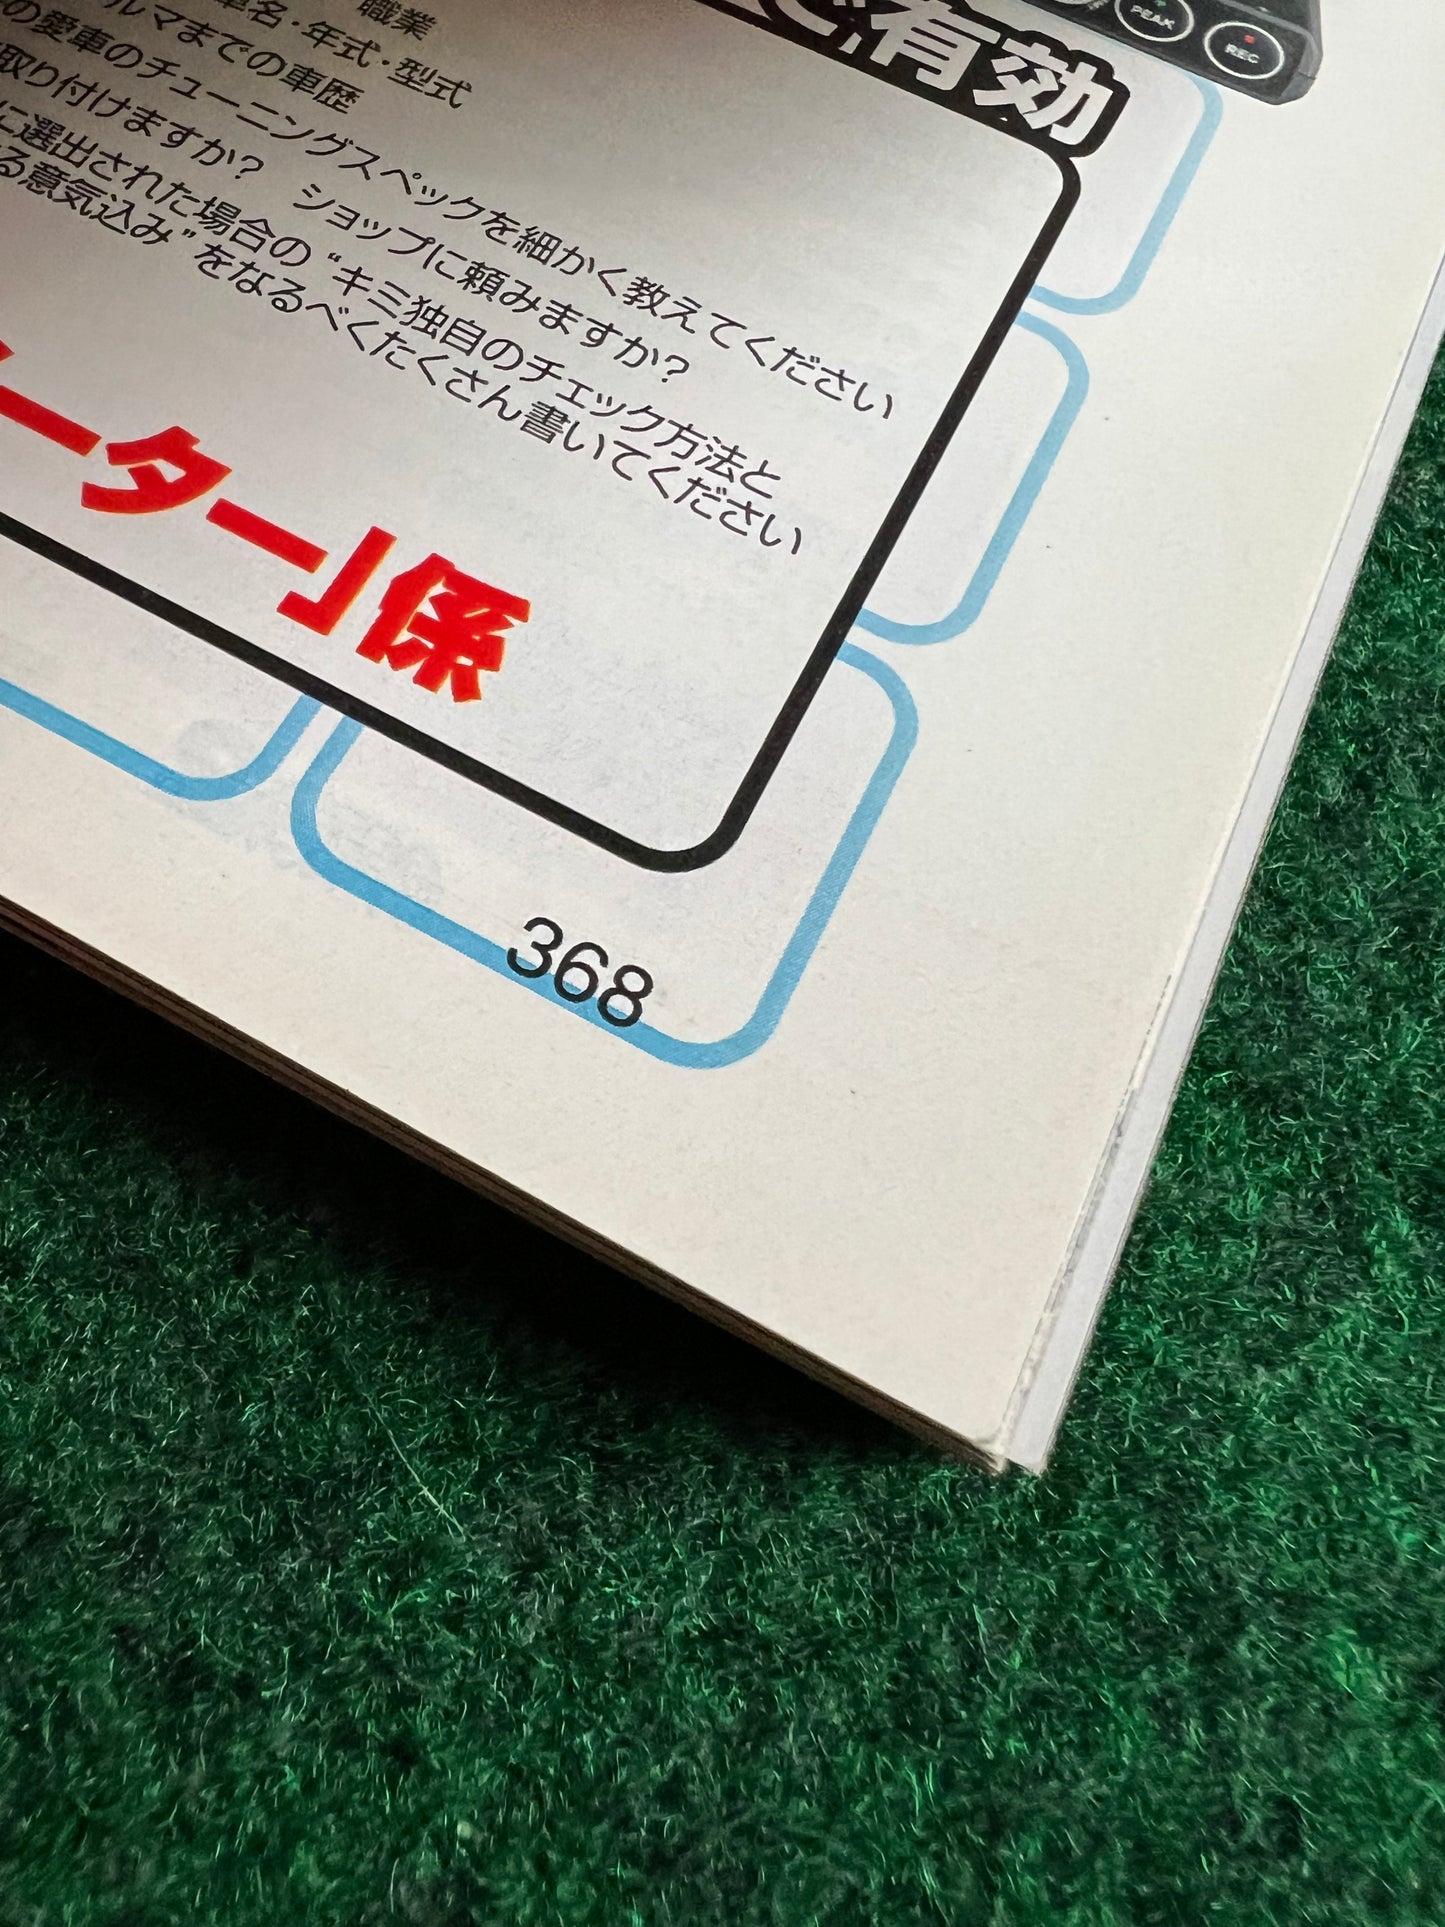 PEAK
REC
で有効
職業
車名・年式・型式
ルマまでの車歴
の愛車のチューニングスペックを細かく教えてください
取り付けますか？ ショップに頼みますか？
に選出された場合の“キミ独自のチェック方法と
る意気込み”をなるべくたくさん書いてください
ーター」係
368